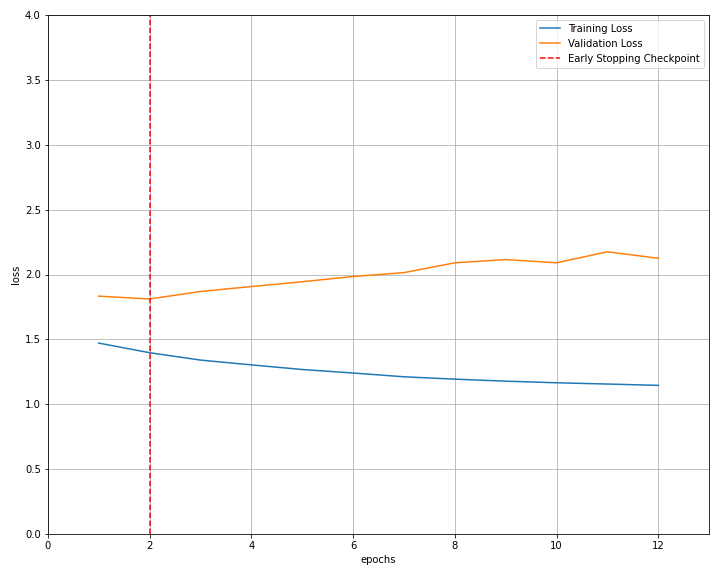 4.0
3.5
3.0
2.5
2.0
1.5
1.0
0.5
0.0
loss
Training Loss
Validation Loss
Early Stopping Checkpoint
0 2 4 6 8 10 12
epochs